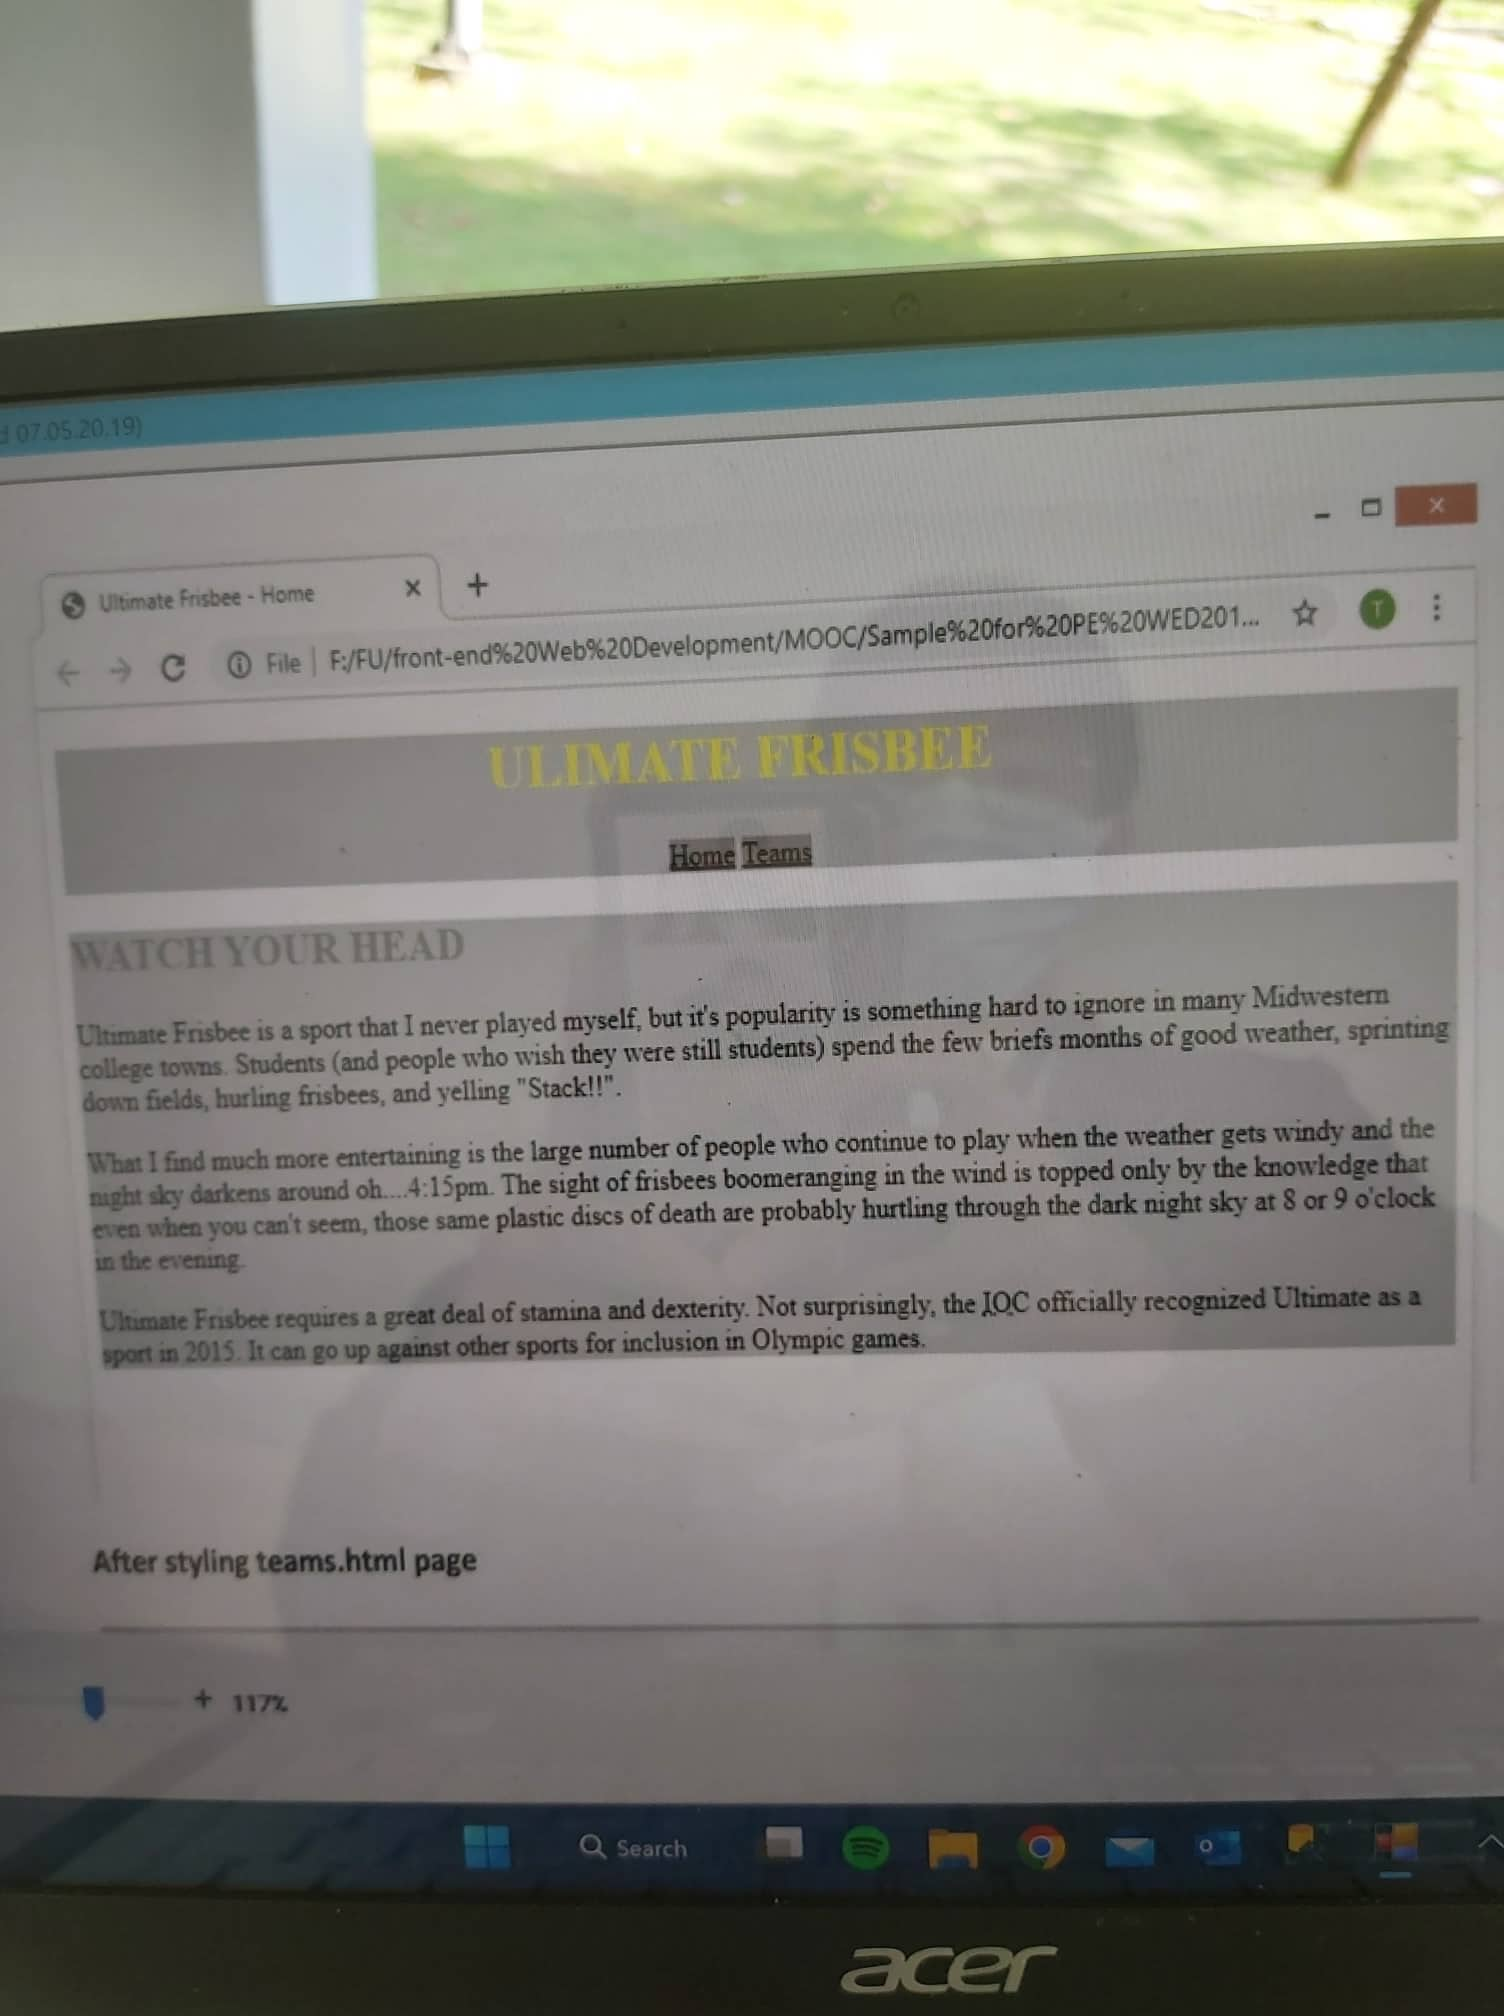 d 07.05.20.19)
Ultimate Frisbee - Home
File F:/FU/front-end%20Web%20Development/MOOC/Sample%20for%20PE%20WED201...
T
ULIMATE FRISBEE
Home Teams
WATCH YOUR HEAD
Ultimate Frisbee is a sport that I never played myself, but it's popularity is something hard to ignore in many Midwestern
college towns. Students (and people who wish they were still students) spend the few briefs months of good weather, sprinting
down fields, hurling frisbees, and yelling "Stack!!".
What I find much more entertaining is the large number of people who continue to play when the weather gets windy and the
night sky darkens around oh....4:15pm. The sight of frisbees boomeranging in the wind is topped only by the knowledge that
even when you can't seem, those same plastic discs of death are probably hurtling through the dark night sky at 8 or 9 o'clock
in the evening.
Ultimate Frisbee requires a great deal of stamina and dexterity. Not surprisingly, the IOC officially recognized Ultimate as a
sport in 2015. It can go up against other sports for inclusion in Olympic games.
After styling teams.html page
+ 117%
Search
acer